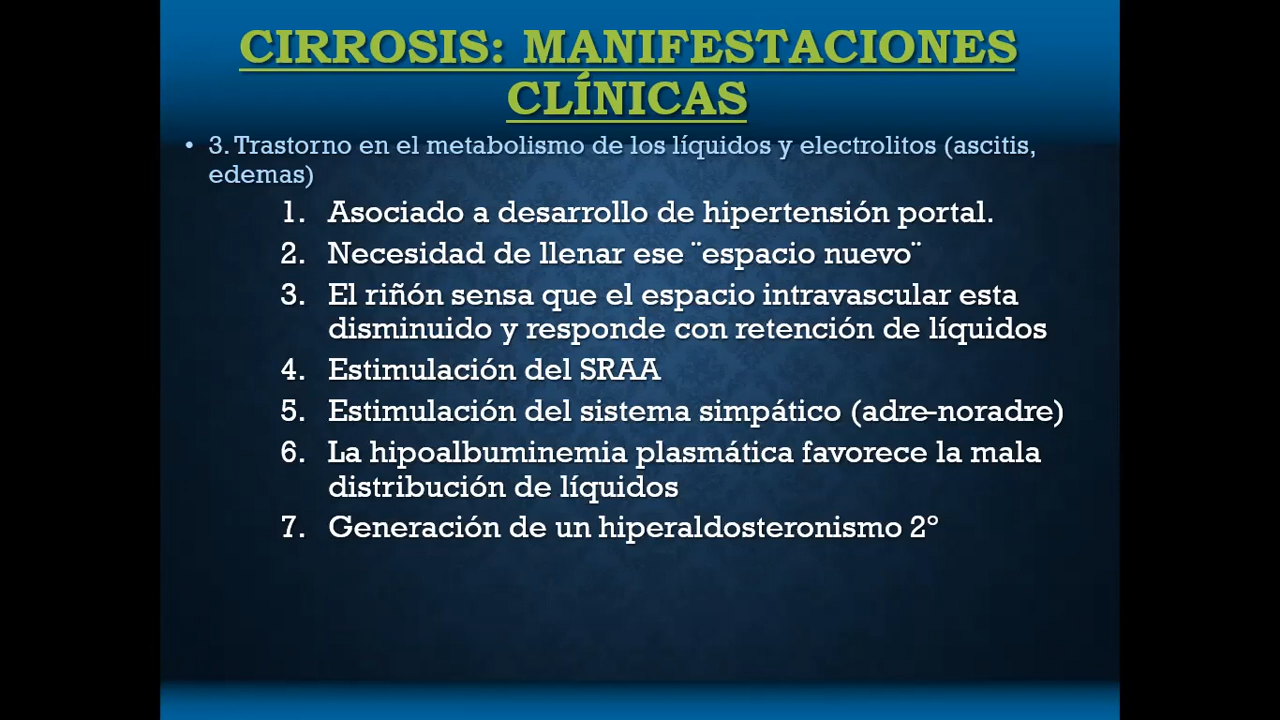 CIRROSIS: MANIFESTACIONES
CLÍNICAS
• 3. Trastorno en el metabolismo de los líquidos y electrolitos (ascitis,
edemas)
1. Asociado a desarrollo de hipertensión portal.
2. Necesidad de llenar ese ¨espacio nuevo¨
3. El riñón sensa que el espacio intravascular esta
disminuido y responde con retención de líquidos
4. Estimulación del SRAA
5. Estimulación del sistema simpático (adre-noradre)
6. La hipoalbuminemia plasmática favorece la mala
distribución de líquidos
7. Generación de un hiperaldosteronismo 2°